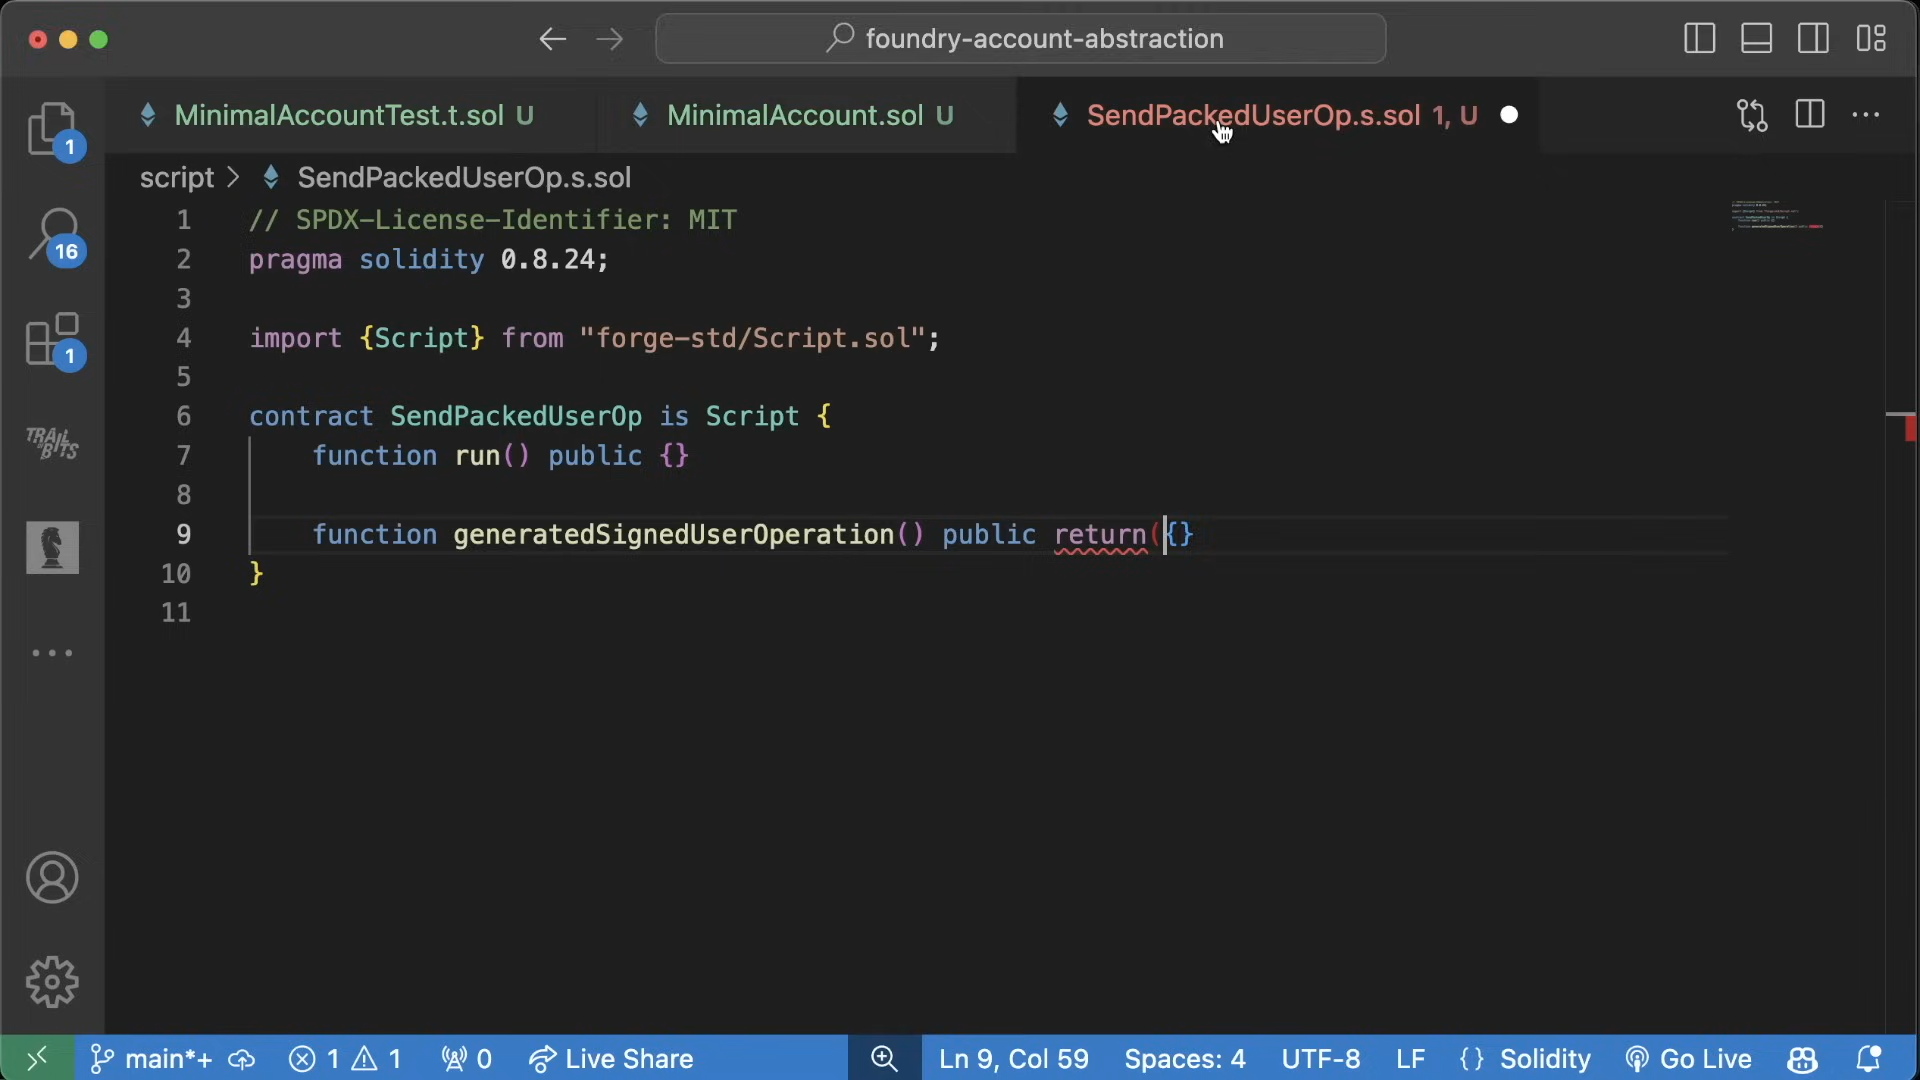 foundry-account-abstraction
MinimalAccountTest.t.sol U
MinimalAccount.sol U
SendPackedUserOp.s.sol 1, U
script > SendPackedUserOp.s.sol
1 // SPDX-License-Identifier: MIT
2 pragma solidity 0.8.24;
3
4 import {Script} from "forge-std/Script.sol";
5
6 contract SendPackedUserOp is Script {
7 function run() public {}
8
9 function generatedSignedUserOperation() public return({}
10 }
11
1
16
1
TRAIL OF BITS
main*+
1
1
0
Live Share
Ln 9, Col 59
Spaces: 4
UTF-8
LF
{ } Solidity
Go Live